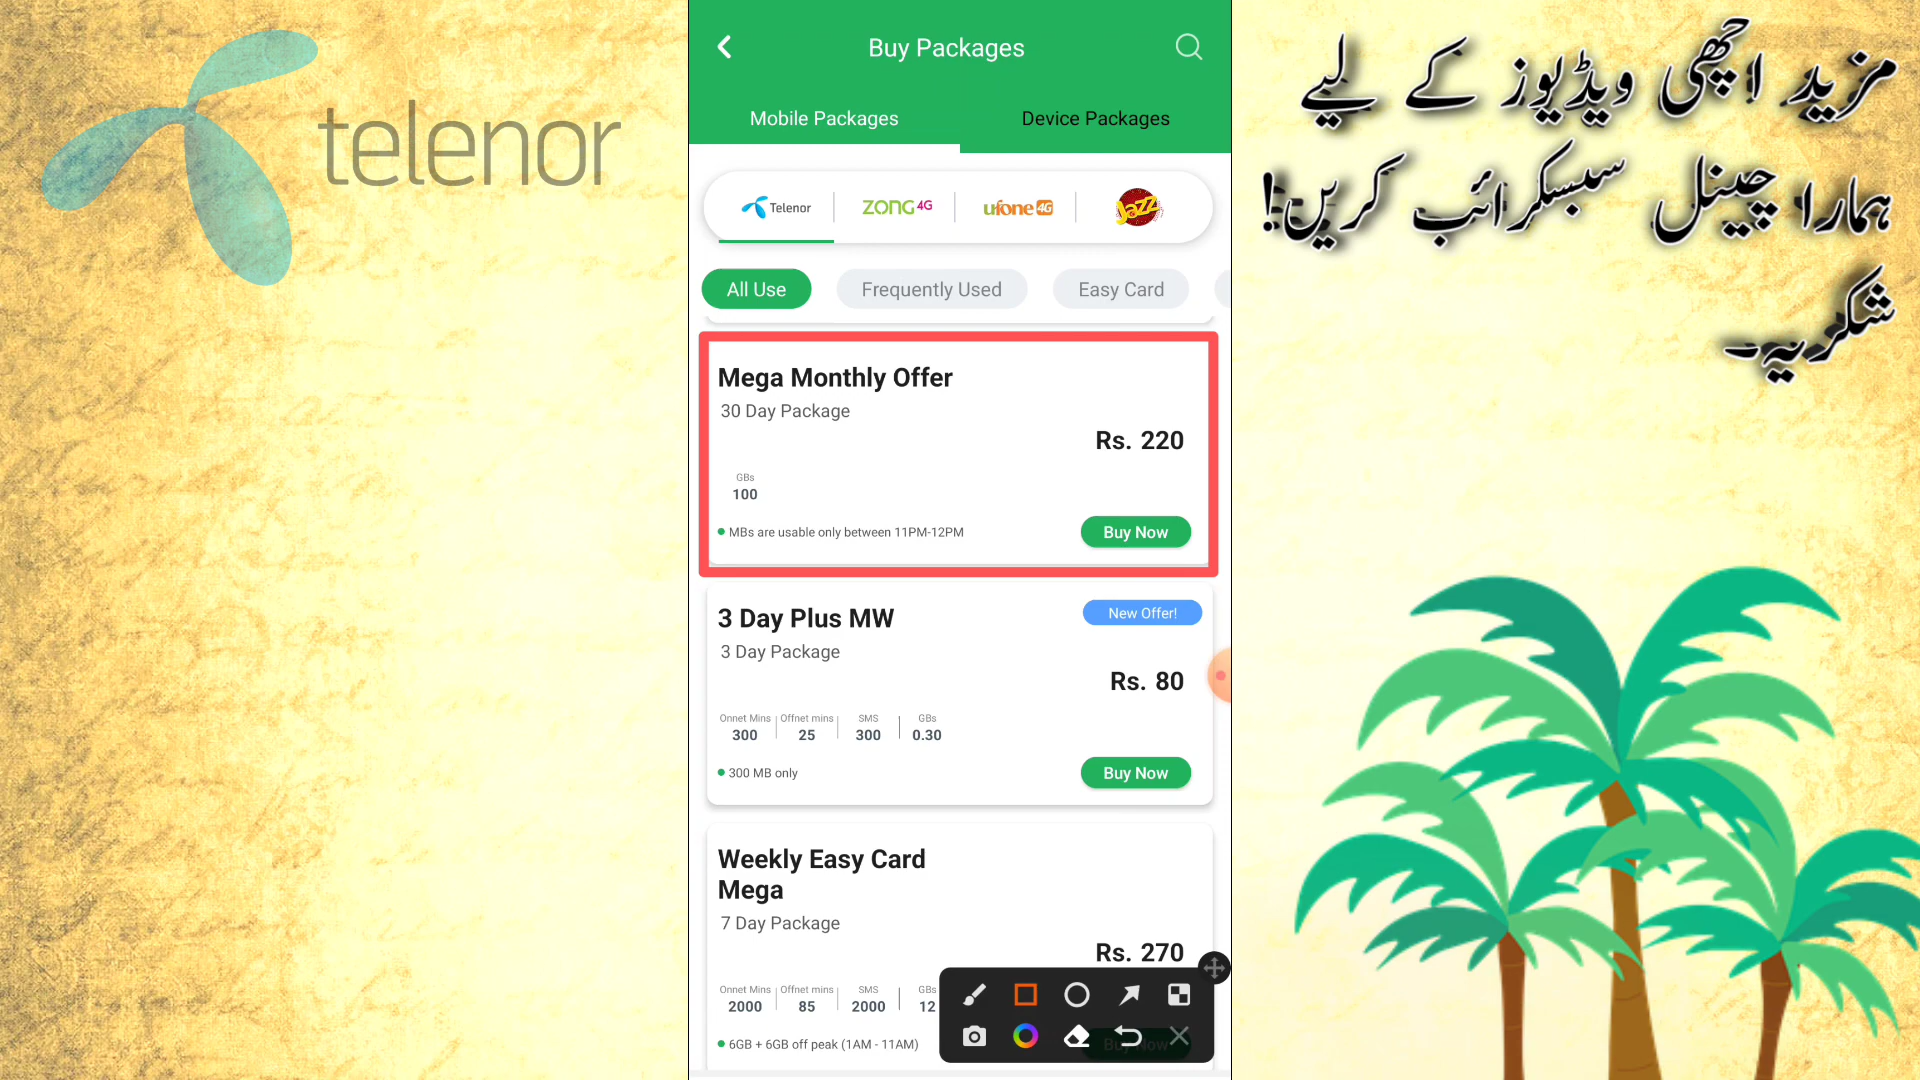 telenor
Buy Packages
Mobile Packages
Device Packages
Telenor
ZONG 4G
ufone 4G
Jazz
All Use
Frequently Used
Easy Card
Mega Monthly Offer
30 Day Package
Rs. 220
GBs
100
MBs are usable only between 11PM-12PM
Buy Now
3 Day Plus MW
New Offer!
3 Day Package
Rs. 80
Onnet Mins Offnet mins SMS GBs
300 25 300 0.30
300 MB only
Buy Now
Weekly Easy Card
Mega
7 Day Package
Rs. 270
Onnet Mins Offnet mins SMS GBs
2000 85 2000 12
6GB + 6GB off peak (1AM - 11AM)
Buy Now
مزید اچھی ویڈیوز کے لیے
ہمارا چینل سبسکرائب کریں!
شکریہ۔